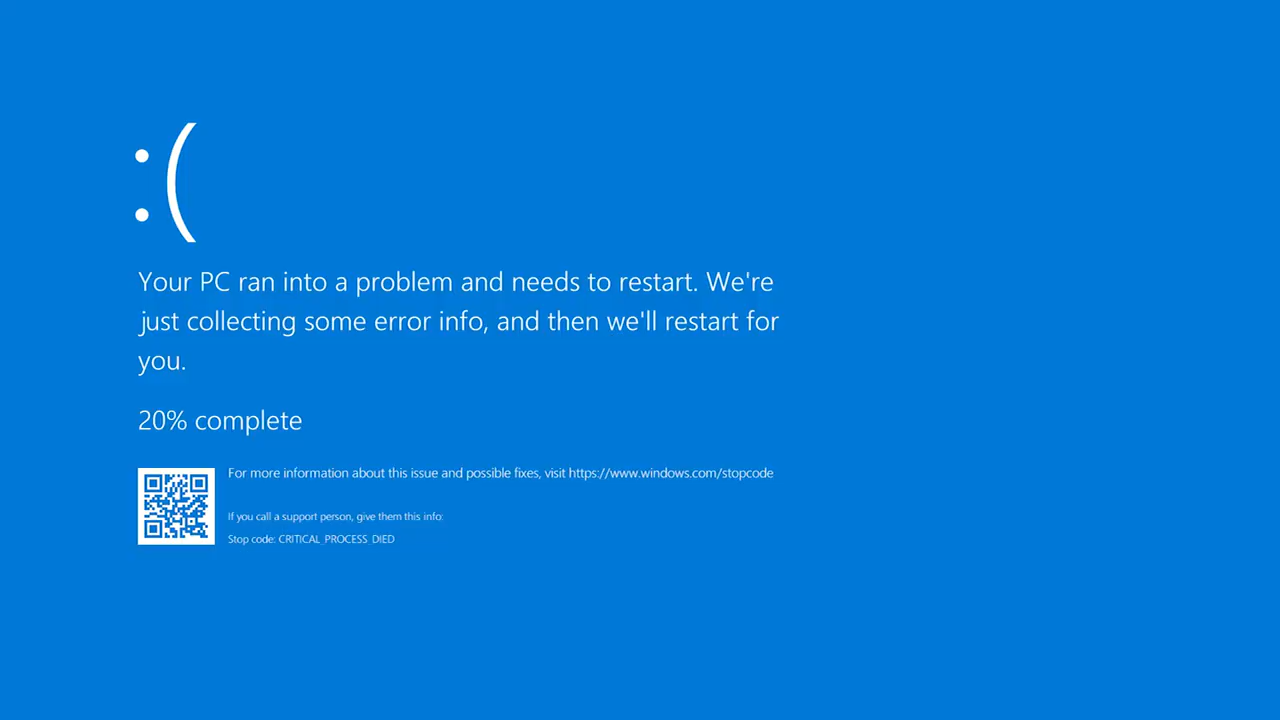 :(
Your PC ran into a problem and needs to restart. We're
just collecting some error info, and then we'll restart for
you.
20% complete
For more information about this issue and possible fixes, visit https://www.windows.com/stopcode
If you call a support person, give them this info:
Stop code: CRITICAL_PROCESS_DIED